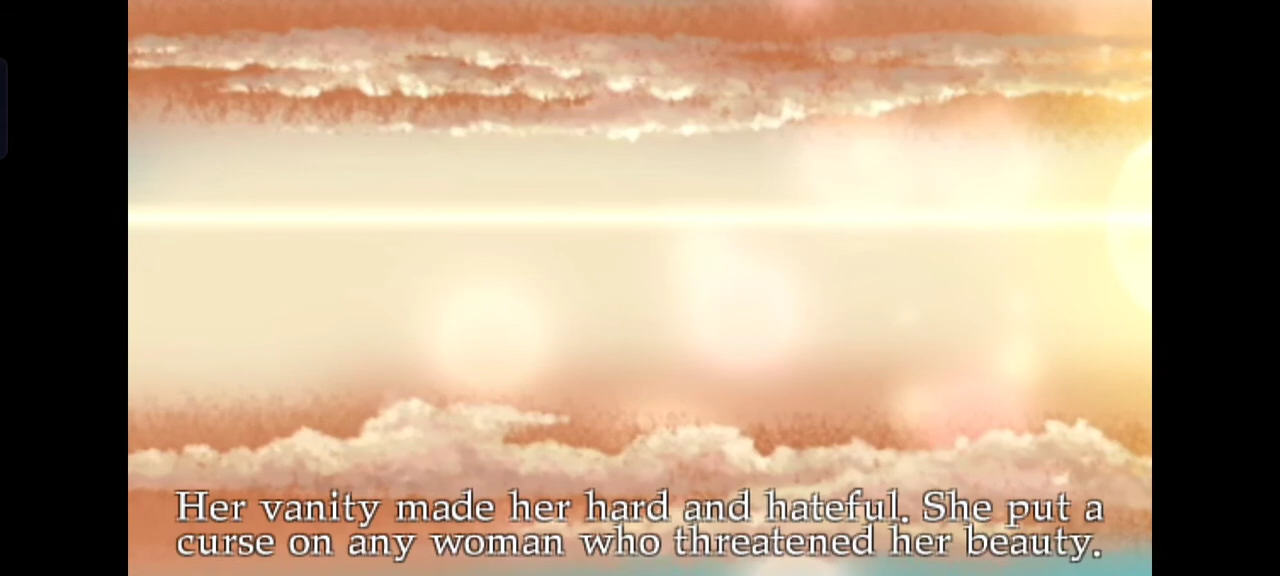 Her vanity made her hard and hateful. She put a
curse on any woman who threatened her beauty.